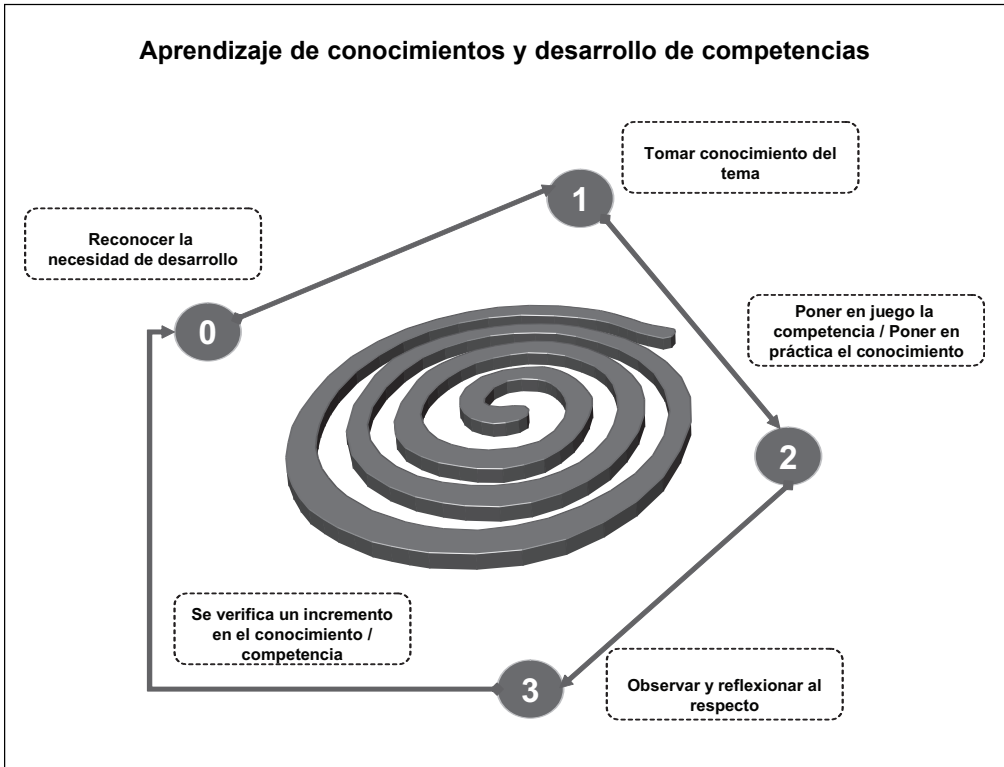 Aprendizaje de conocimientos y desarrollo de competencias
1
Tomar conocimiento del
tema
Reconocer la
necesidad de desarrollo
0
Poner en juego la
competencia / Poner en
práctica el conocimiento
2
Se verifica un incremento
en el conocimiento /
competencia
3
Observar y reflexionar al
respecto